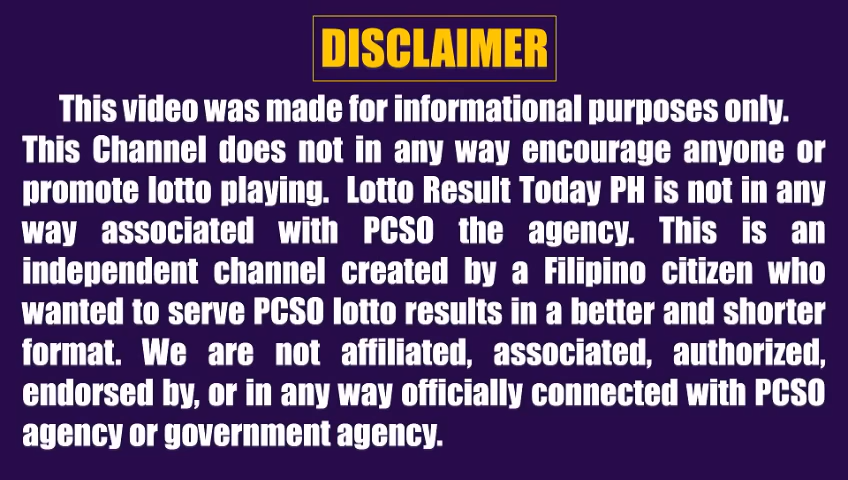 DISCLAIMER
This video was made for informational purposes only.
This Channel does not in any way encourage anyone or
promote lotto playing. Lotto Result Today PH is not in any
way associated with PCSO the agency. This is an
independent channel created by a Filipino citizen who
wanted to serve PCSO lotto results in a better and shorter
format. We are not affiliated, associated, authorized,
endorsed by, or in any way officially connected with PCSO
agency or government agency.